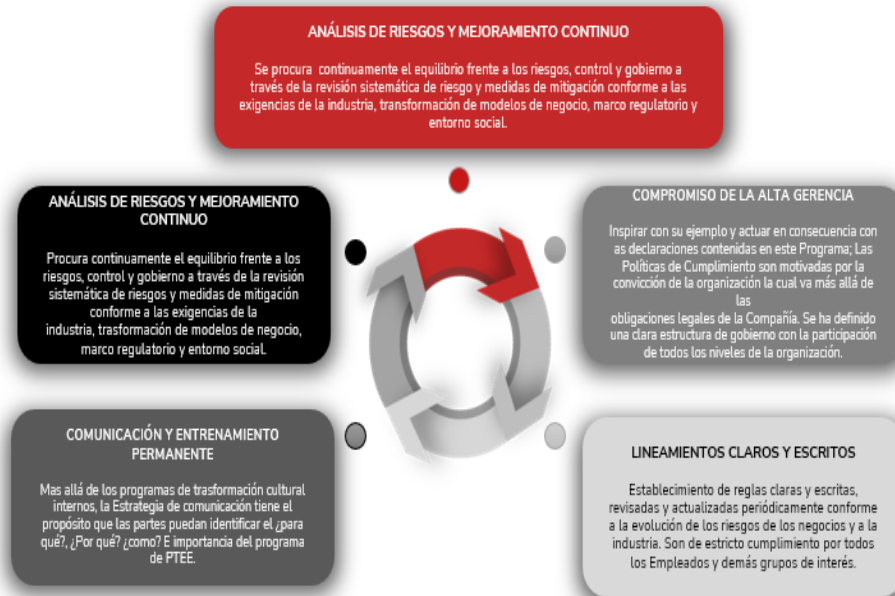 ANÁLISIS DE RIESGOS Y MEJORAMIENTO CONTINUO
Se procura continuamente el equilibrio frente a los riesgos, control y gobierno a
través de la revisión sistemática de riesgo y medidas de mitigación conforme a las
exigencias de la industria, transformación de modelos de negocio, marco regulatorio y
entorno social.
ANÁLISIS DE RIESGOS Y MEJORAMIENTO
CONTINUO
Procura continuamente el equilibrio frente a los
riesgos, control y gobierno a través de la revisión
sistemática de riesgos y medidas de mitigación
conforme a las exigencias de la
industria, trasformación de modelos de negocio,
marco regulatorio y entorno social.
COMPROMISO DE LA ALTA GERENCIA
Inspirar con su ejemplo y actuar en consecuencia con
as declaraciones contenidas en este Programa; Las
Políticas de Cumplimiento son motivadas por la
convicción de la organización la cual va más allá de
las
obligaciones legales de la Compañía. Se ha definido
una clara estructura de gobierno con la participación
de todos los niveles de la organización.
COMUNICACIÓN Y ENTRENAMIENTO
PERMANENTE
Mas allá de los programas de trasformación cultural
internos, la Estrategia de comunicación tiene el
propósito que las partes puedan identificar el ¿para
qué?, ¿Por qué? ¿como? E importancia del programa
de PTEE.
LINEAMIENTOS CLAROS Y ESCRITOS
Establecimiento de reglas claras y escritas,
revisadas y actualizadas periódicamente conforme
a la evolución de los riesgos de los negocios y a la
industria. Son de estricto cumplimiento por todos
los Empleados y demás grupos de interés.